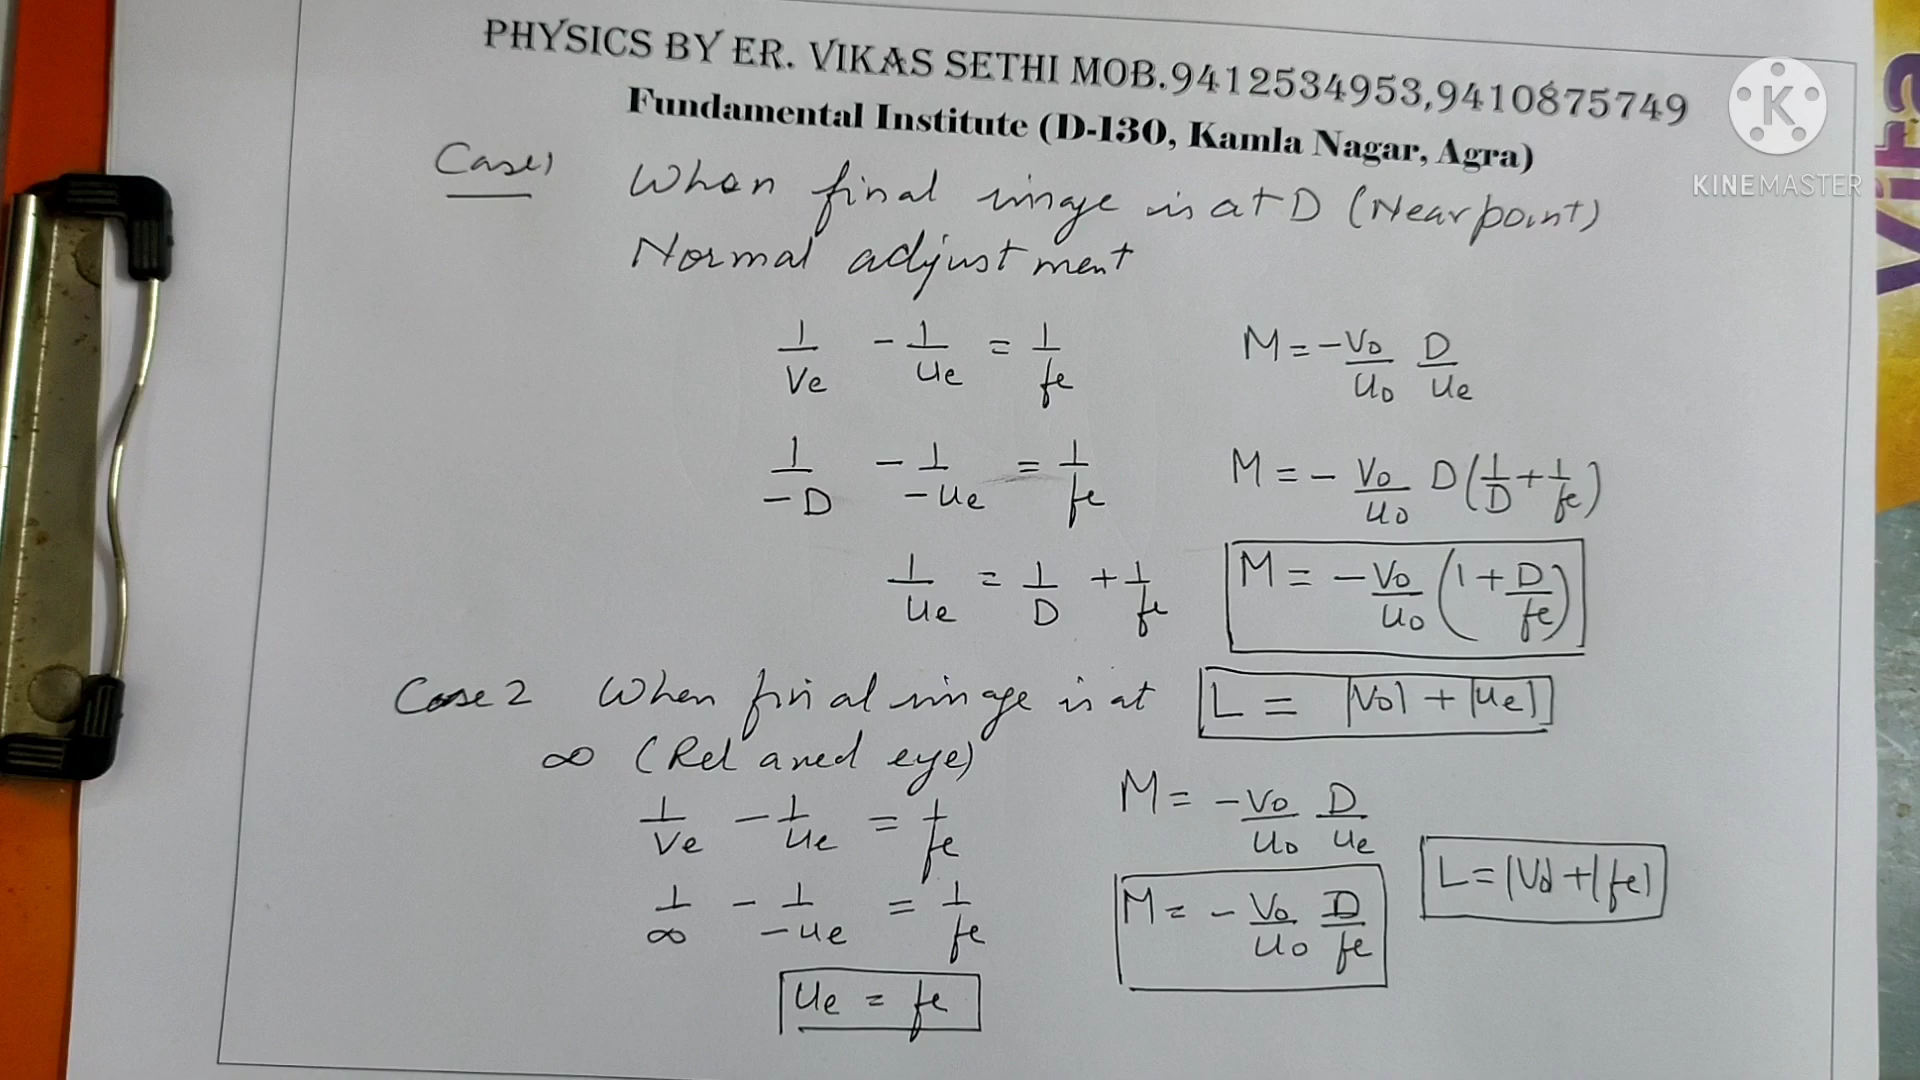 PHYSICS BY ER. VIKAS SETHI MOB.9412534953,9410875749
Fundamental Institute (D-130, Kamla Nagar, Agra)
KINEMASTER
Case 1 When final image is at D (Near point)
Normal adjustment
1/Ve - 1/ue = 1/fe
M = -Vo/uo D/ue
1/-D - 1/-ue = 1/fe
M = - Vo/uo D(1/D + 1/fe)
1/ue = 1/D + 1/fe
M = -Vo/uo (1 + D/fe)
L = |Vo| + |ue|
Case 2 When final image is at
∞ (Relaxed eye)
1/Ve - 1/ue = 1/fe
M = -Vo/uo D/ue
1/∞ - 1/-ue = 1/fe
M = - Vo/uo D/fe
L = |Vo| + |fe|
ue = fe
Vita